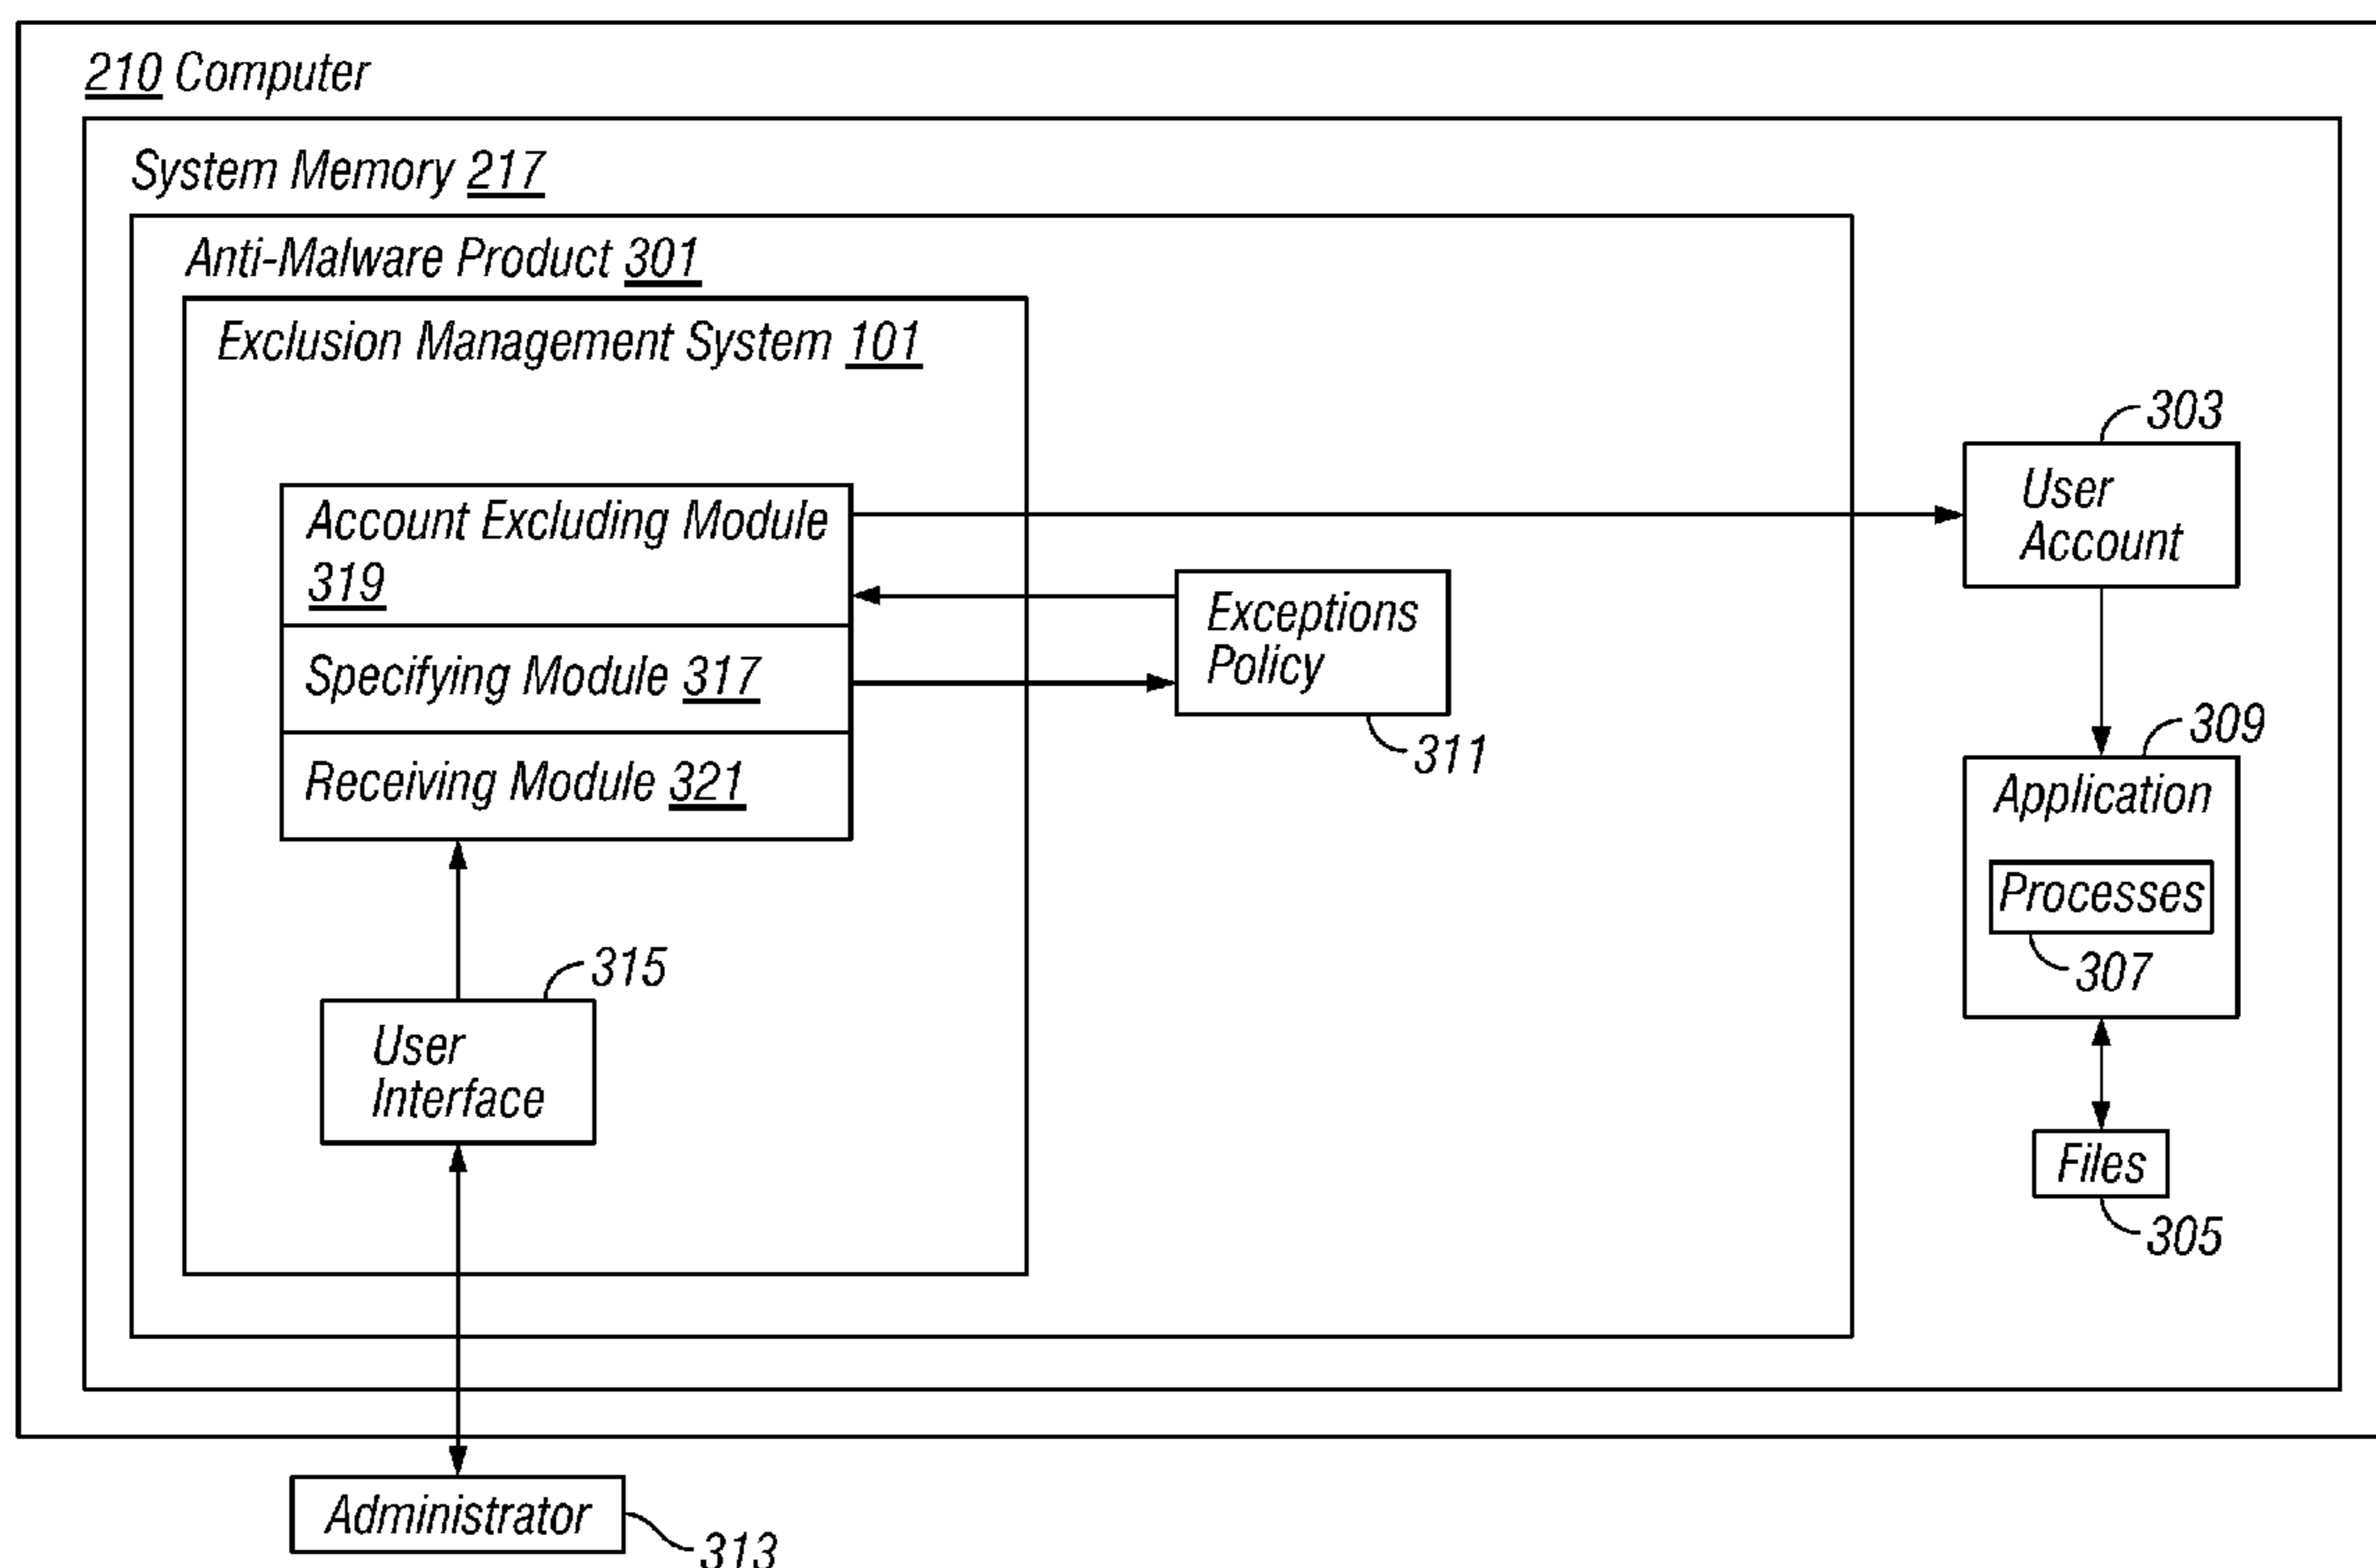 210 Computer
System Memory 217
Anti-Malware Product 301
Exclusion Management System 101
Account Excluding Module
319
Specifying Module 317
Receiving Module 321
Exceptions
Policy
311
303
User
Account
309
Application
Processes
307
Files
305
315
User
Interface
Administrator
313